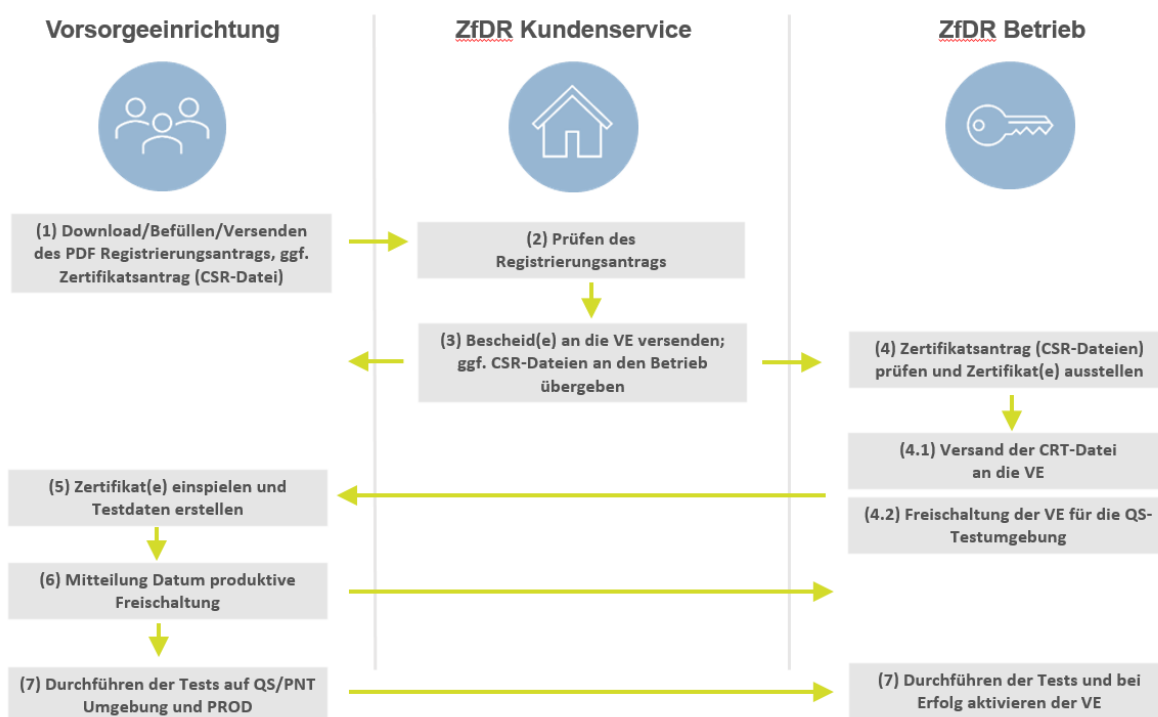 Vorsorgeeinrichtung
ZfDR Kundenservice
ZfDR Betrieb
(1) Download/Befüllen/Versenden
des PDF Registrierungsantrags, ggf.
Zertifikatsantrag (CSR-Datei)
(2) Prüfen des
Registrierungsantrags
(3) Bescheid(e) an die VE versenden;
ggf. CSR-Dateien an den Betrieb
übergeben
(4) Zertifikatsantrag (CSR-Dateien)
prüfen und Zertifikat(e) ausstellen
(4.1) Versand der CRT-Datei
an die VE
(4.2) Freischaltung der VE für die QS-
Testumgebung
(5) Zertifikat(e) einspielen und
Testdaten erstellen
(6) Mitteilung Datum produktive
Freischaltung
(7) Durchführen der Tests auf QS/PNT
Umgebung und PROD
(7) Durchführen der Tests und bei
Erfolg aktivieren der VE